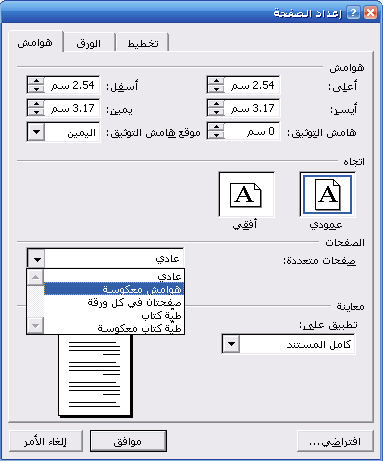 إعداد الصفحة
هوامش
الورق
تخطيط
هوامش
أعلى: 2.54 سم
أسفل: 2.54 سم
أيسر: 3.17 سم
يمين: 3.17 سم
هامش التوثيق: 0 سم
موقع هامش التوثيق: اليمين
اتجاه
A A
عمودي
أفقي
الصفحات
صفحات متعددة: عادي
عادي
هوامش معكوسة
صفحتان في كل ورقة
طيّة كتاب
طيّة كتاب معكوسة
معاينة
تطبيق على:
كامل المستند
افتراضي...
موافق
إلغاء الأمر